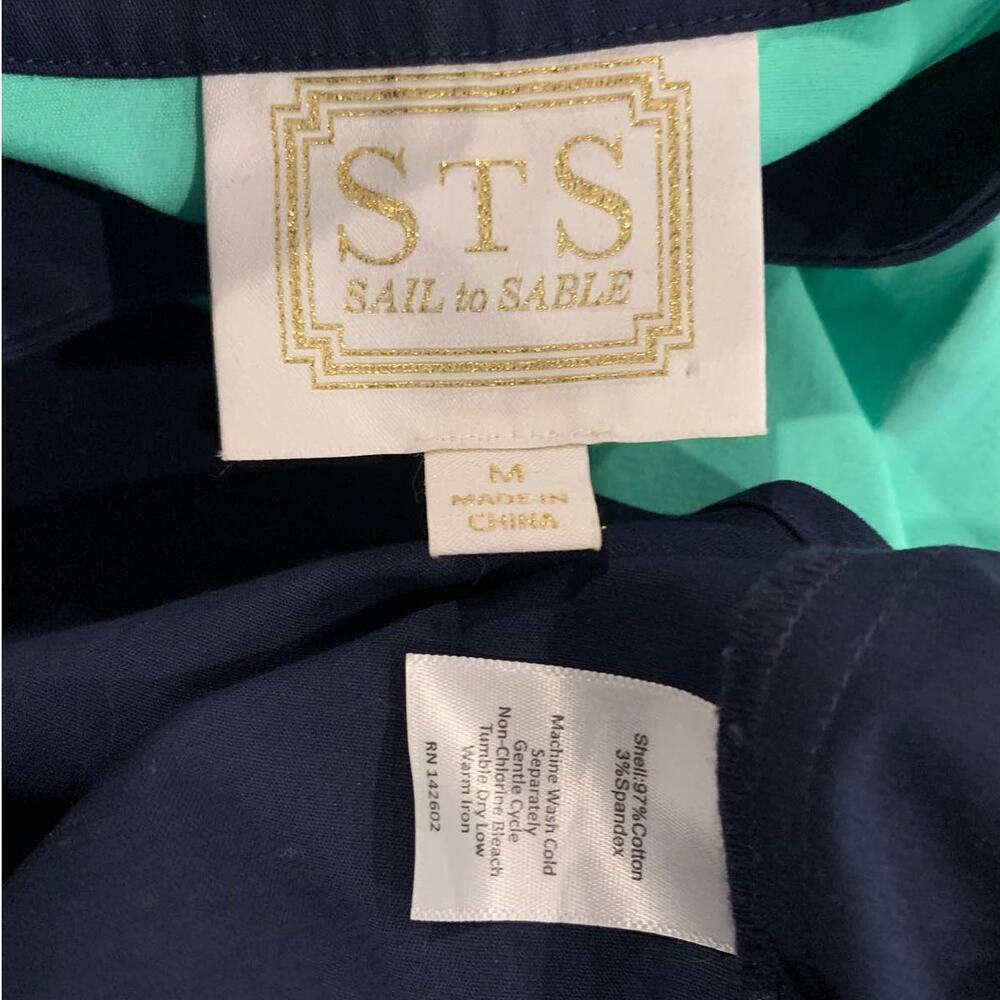 STS
SAIL to SABLE
M
MADE IN
CHINA
Shell:97%Cotton
3%Spandex
Machine Wash Cold
Separately
Gentle Cycle
Non-Chlorine Bleach
Tumble Dry Low
Warm Iron
RN 142602